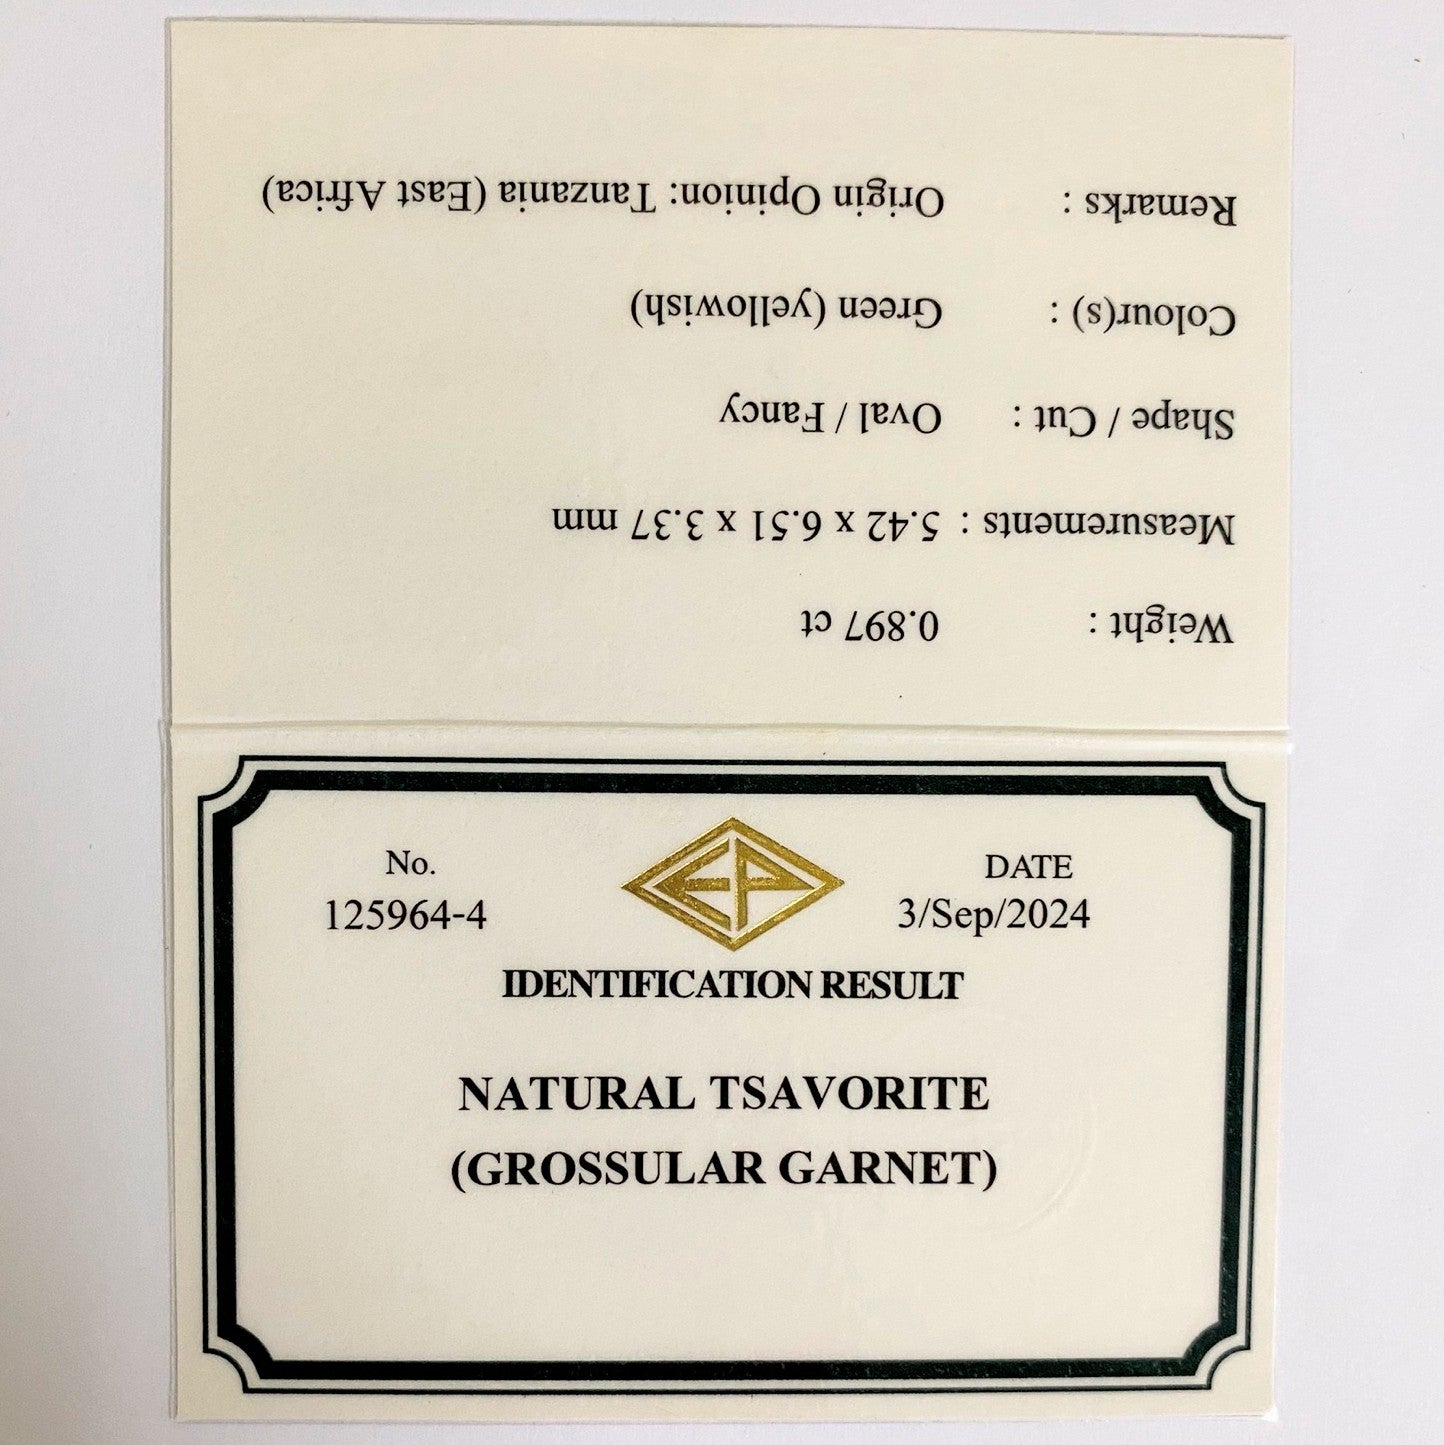 No.
125964-4
EP
DATE
3/Sep/2024
IDENTIFICATION RESULT
NATURAL TSAVORITE
(GROSSULAR GARNET)
Weight : 0.897 ct
Measurements : 5.42 x 6.51 x 3.37 mm
Shape / Cut : Oval / Fancy
Colour(s) : Green (yellowish)
Remarks : Origin Opinion: Tanzania (East Africa)